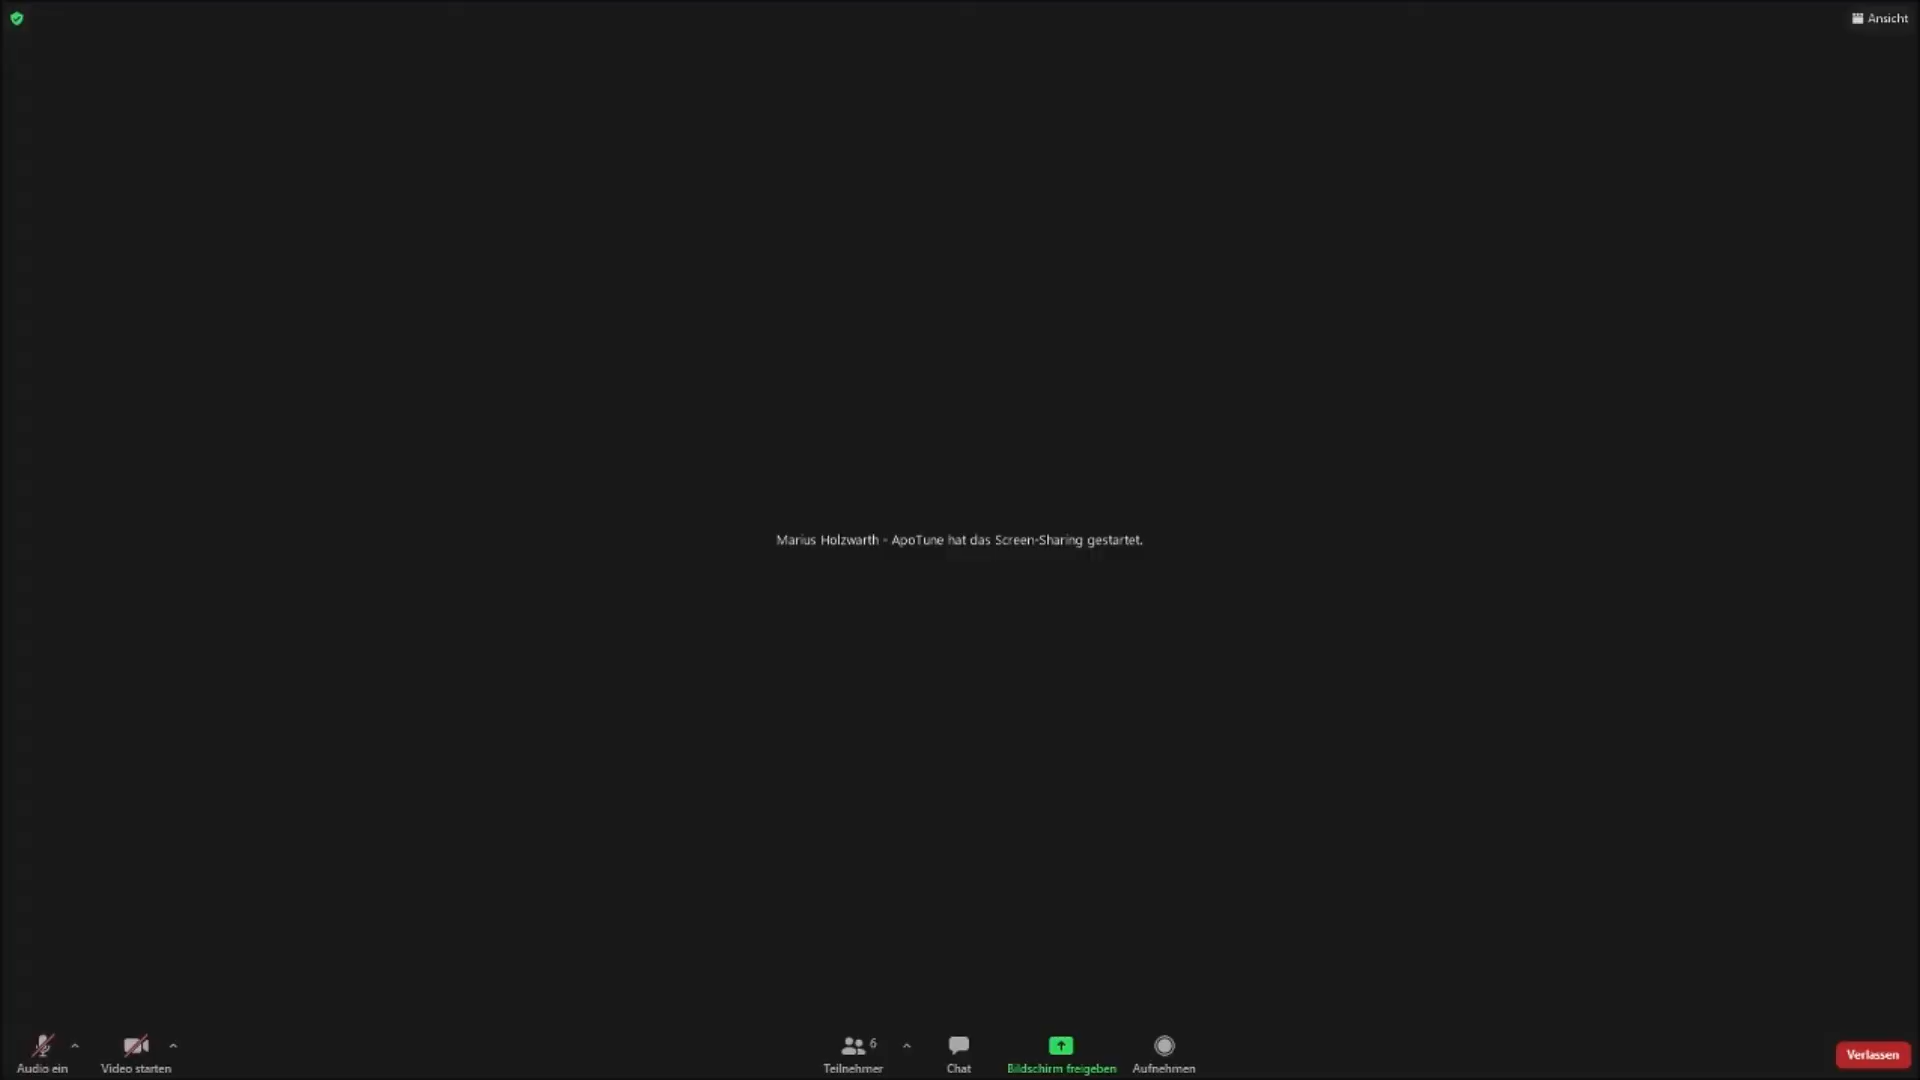 Ansicht
Marius Holzwarth - ApoTune hat das Screen-Sharing gestartet.
Audio ein
Video starten
6
Teilnehmer
Chat
Bildschirm freigeben
Aufnehmen
Verlassen